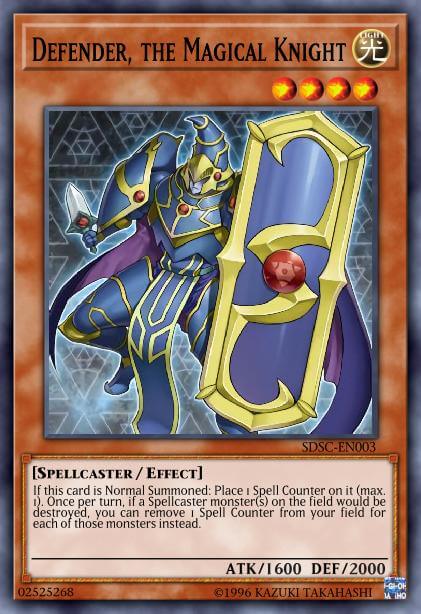 DEFENDER, THE MAGICAL KNIGHT
LIGHT
光
SDSC-EN003
[SPELLCASTER / EFFECT]
If this card is Normal Summoned: Place 1 Spell Counter on it (max.
1). Once per turn, if a Spellcaster monster(s) on the field would be
destroyed, you can remove 1 Spell Counter from your field for
each of those monsters instead.
ATK/1600 DEF/2000
02525268
©1996 KAZUKI TAKAHASHI